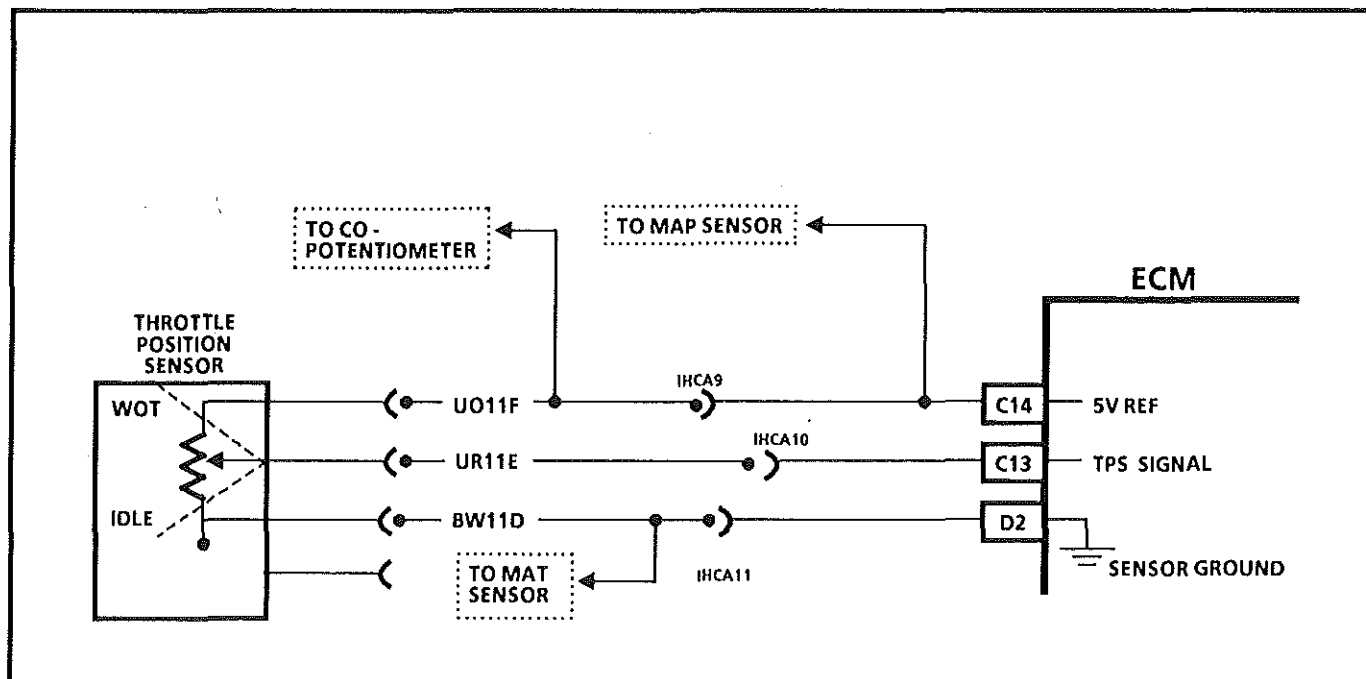 TO CO -
POTENTIOMETER
TO MAP SENSOR
ECM
THROTTLE
POSITION
SENSOR
WOT
UO11F
IHCA9
C14
5V REF
UR11E
IHCA10
C13
TPS SIGNAL
IDLE
BW11D
IHCA11
D2
SENSOR GROUND
TO MAT
SENSOR